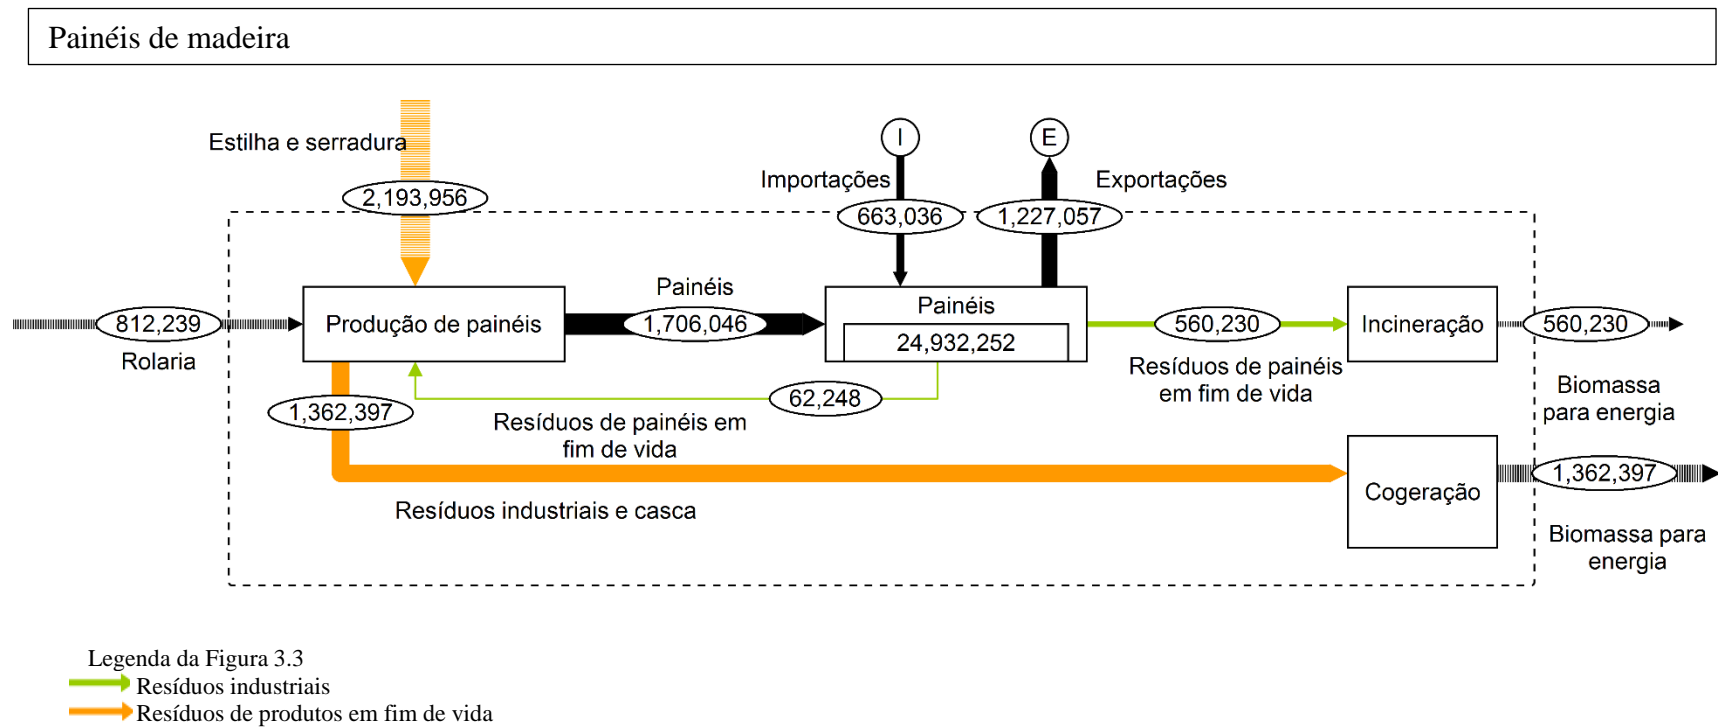 Painéis de madeira
Estilha e serradura
2,193,956
I
E
Importações
Exportações
663,036
1,227,057
812,239
Rolaria
Produção de painéis
Painéis
1,706,046
Painéis
24,932,252
560,230
Resíduos de painéis
em fim de vida
Incineração
560,230
Biomassa
para energia
1,362,397
62,248
Resíduos de painéis em
fim de vida
Resíduos industriais e casca
Cogeração
1,362,397
Biomassa para
energia
Legenda da Figura 3.3
Resíduos industriais
Resíduos de produtos em fim de vida